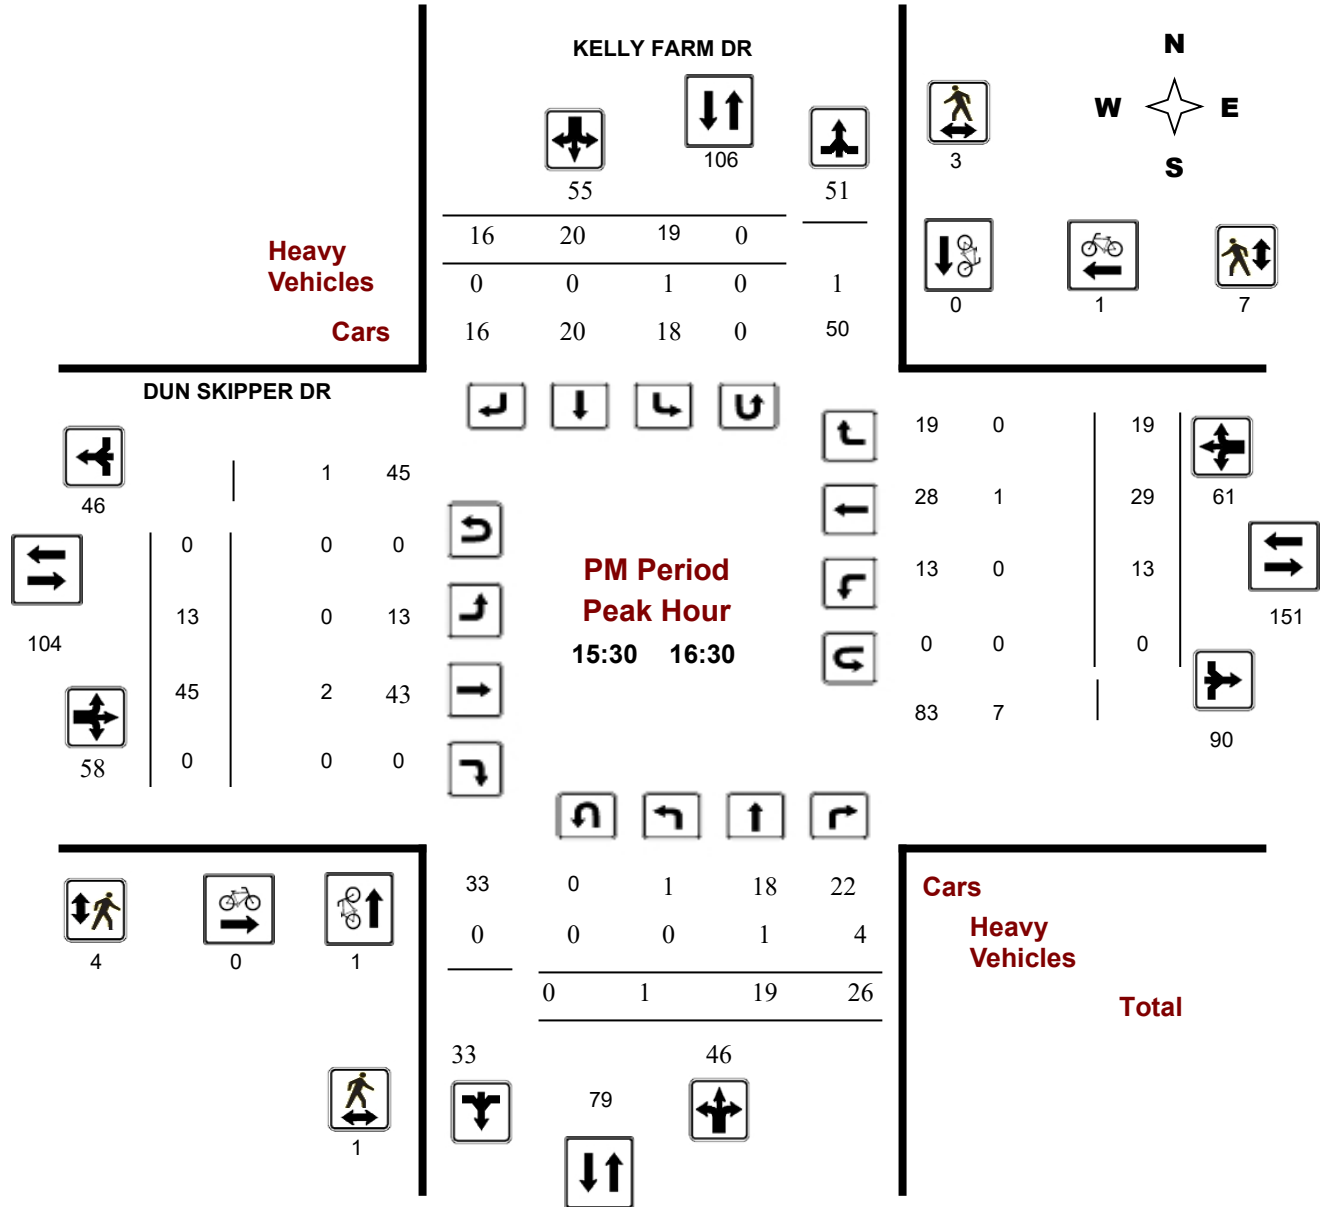 KELLY FARM DR
N
W E
S
106
3
55
51
16 20 19 0
Heavy
Vehicles
0 0 1 0 1
0 1 7
Cars
16 20 18 0 50
DUN SKIPPER DR
19 0 19
1 45
46
28 1 29 61
0 0 0
PM Period
13 0 13
Peak Hour
13 0 13
151
104
15:30 16:30
0 0 0
45 2 43
83 7
90
58 0 0 0
33 0 1 18 22
Cars
0 0 0 1 4
Heavy
Vehicles
4 0 1
0 1 19 26
Total
33 46
79
1